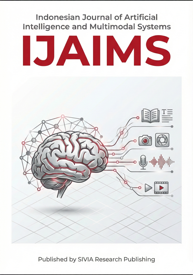 Indonesian Journal of Artificial
Intelligence and Multimodal Systems
IJAIMS
Published by SIVIA Research Publishing